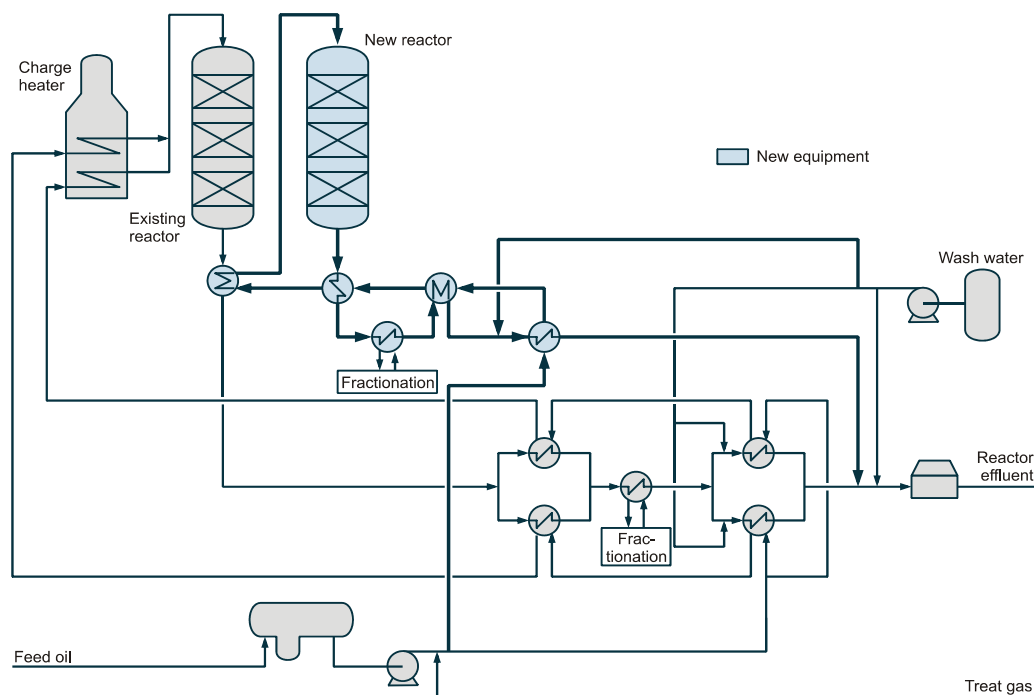 New reactor
Charge
heater
New equipment
Existing
reactor
Wash water
Fractionation
Reactor
effluent
Frac-
tionation
Feed oil
Treat gas